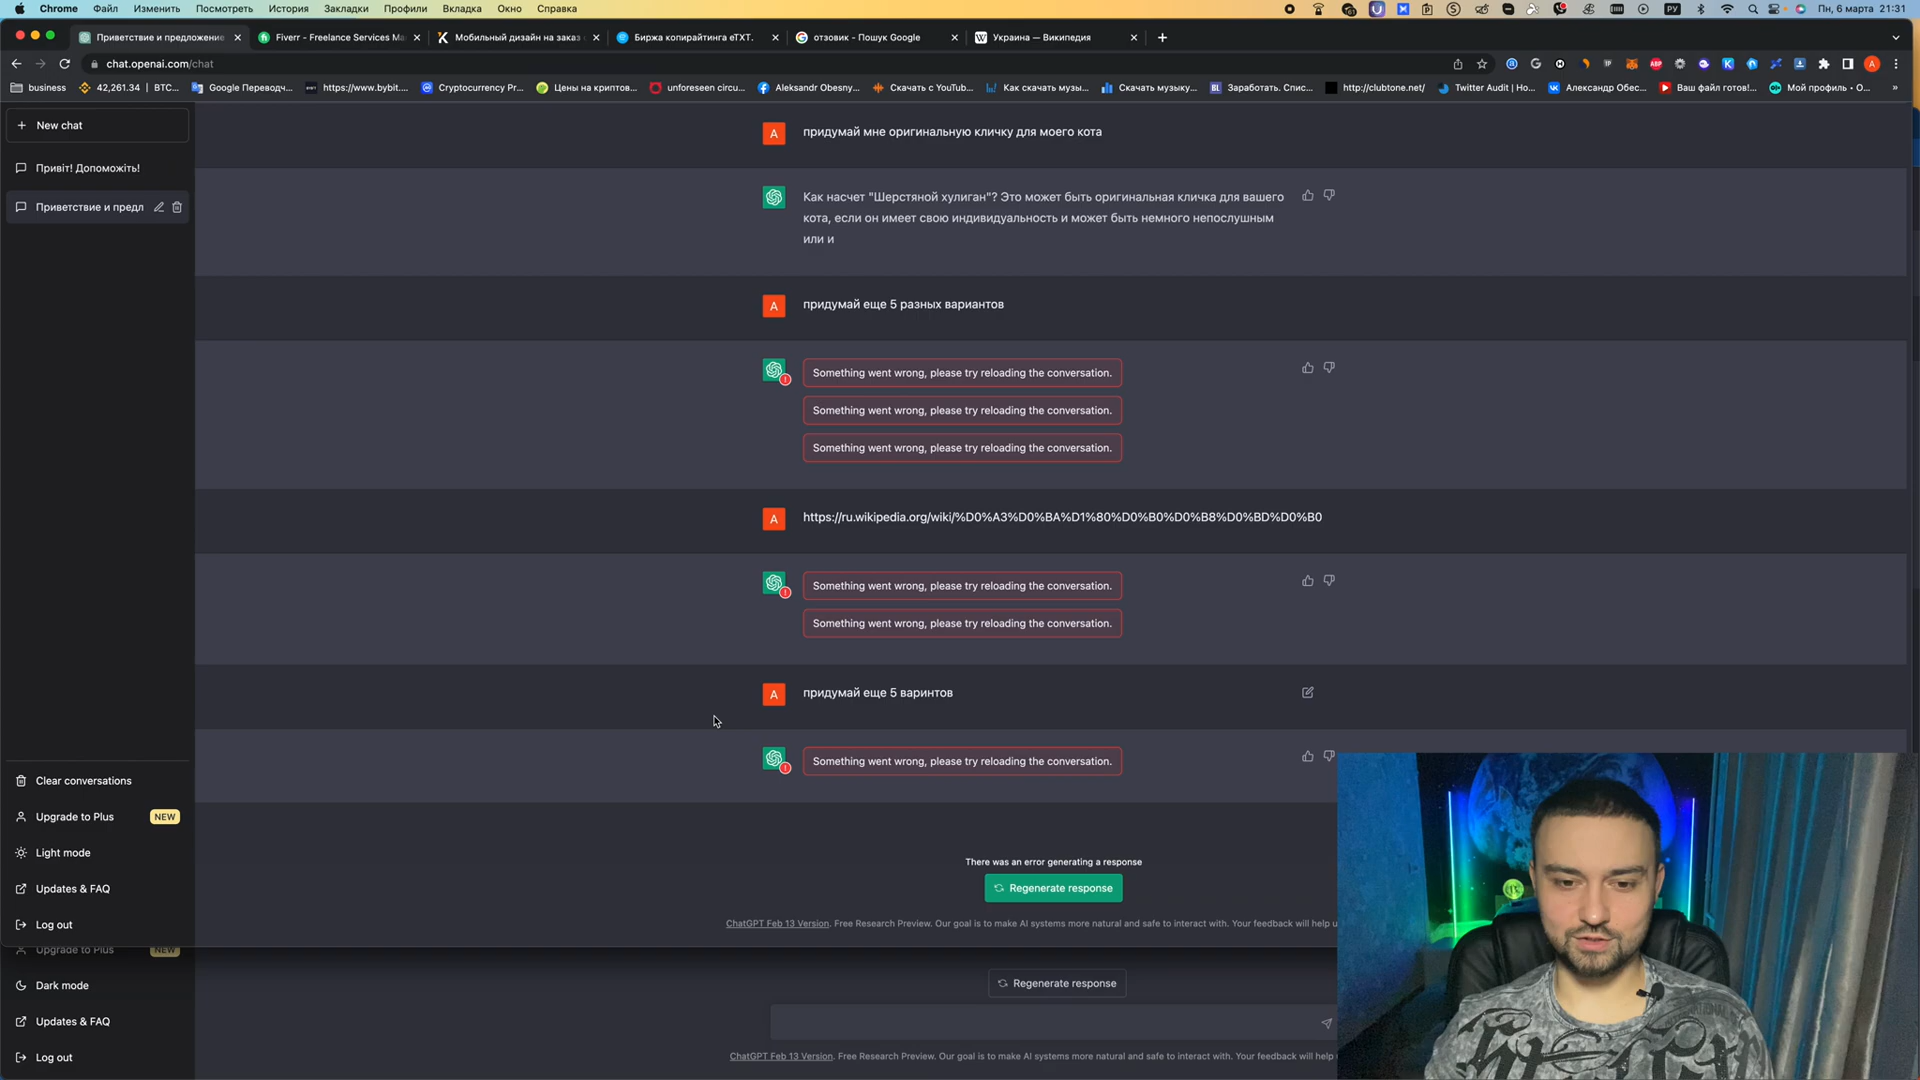 Chrome Файл Изменить Посмотреть История Закладки Профили Вкладка Окно Справка РУ Пн, 6 марта 21:31
Приветствие и предложение Fiverr - Freelance Services Ma Мобильный дизайн на заказ Биржа копирайтинга eTXT. отзовик - Пошук Google Украина — Википедия
chat.openai.com/chat
business 42,261.34 | BTC... Google Переводч... https://www.bybit.... Cryptocurrency Pr... Цены на криптов... unforeseen circu... Aleksandr Obesny... Скачать с YouTub... Как скачать музы... Скачать музыку... Заработать. Спис... http://clubtone.net/ Twitter Audit | Ho... Александр Обес... Ваш файл готов!... Мой профиль • O... »
New chat
Привіт! Допоможіть!
Приветствие и предл
A придумай мне оригинальную кличку для моего кота
Как насчет "Шерстяной хулиган"? Это может быть оригинальная кличка для вашего
кота, если он имеет свою индивидуальность и может быть немного непослушным
или и
A придумай еще 5 разных вариантов
Something went wrong, please try reloading the conversation.
Something went wrong, please try reloading the conversation.
Something went wrong, please try reloading the conversation.
A https://ru.wikipedia.org/wiki/%D0%A3%D0%BA%D1%80%D0%B0%D0%B8%D0%BD%D0%B0
Something went wrong, please try reloading the conversation.
Something went wrong, please try reloading the conversation.
A придумай еще 5 варинтов
Something went wrong, please try reloading the conversation.
There was an error generating a response
Regenerate response
ChatGPT Feb 13 Version. Free Research Preview. Our goal is to make AI systems more natural and safe to interact with. Your feedback will help u
Clear conversations
Upgrade to Plus NEW
Light mode
Updates & FAQ
Log out
Upgrade to Plus NEW
Dark mode
Updates & FAQ
Log out
Regenerate response
ChatGPT Feb 13 Version. Free Research Preview. Our goal is to make AI systems more natural and safe to interact with. Your feedback will help